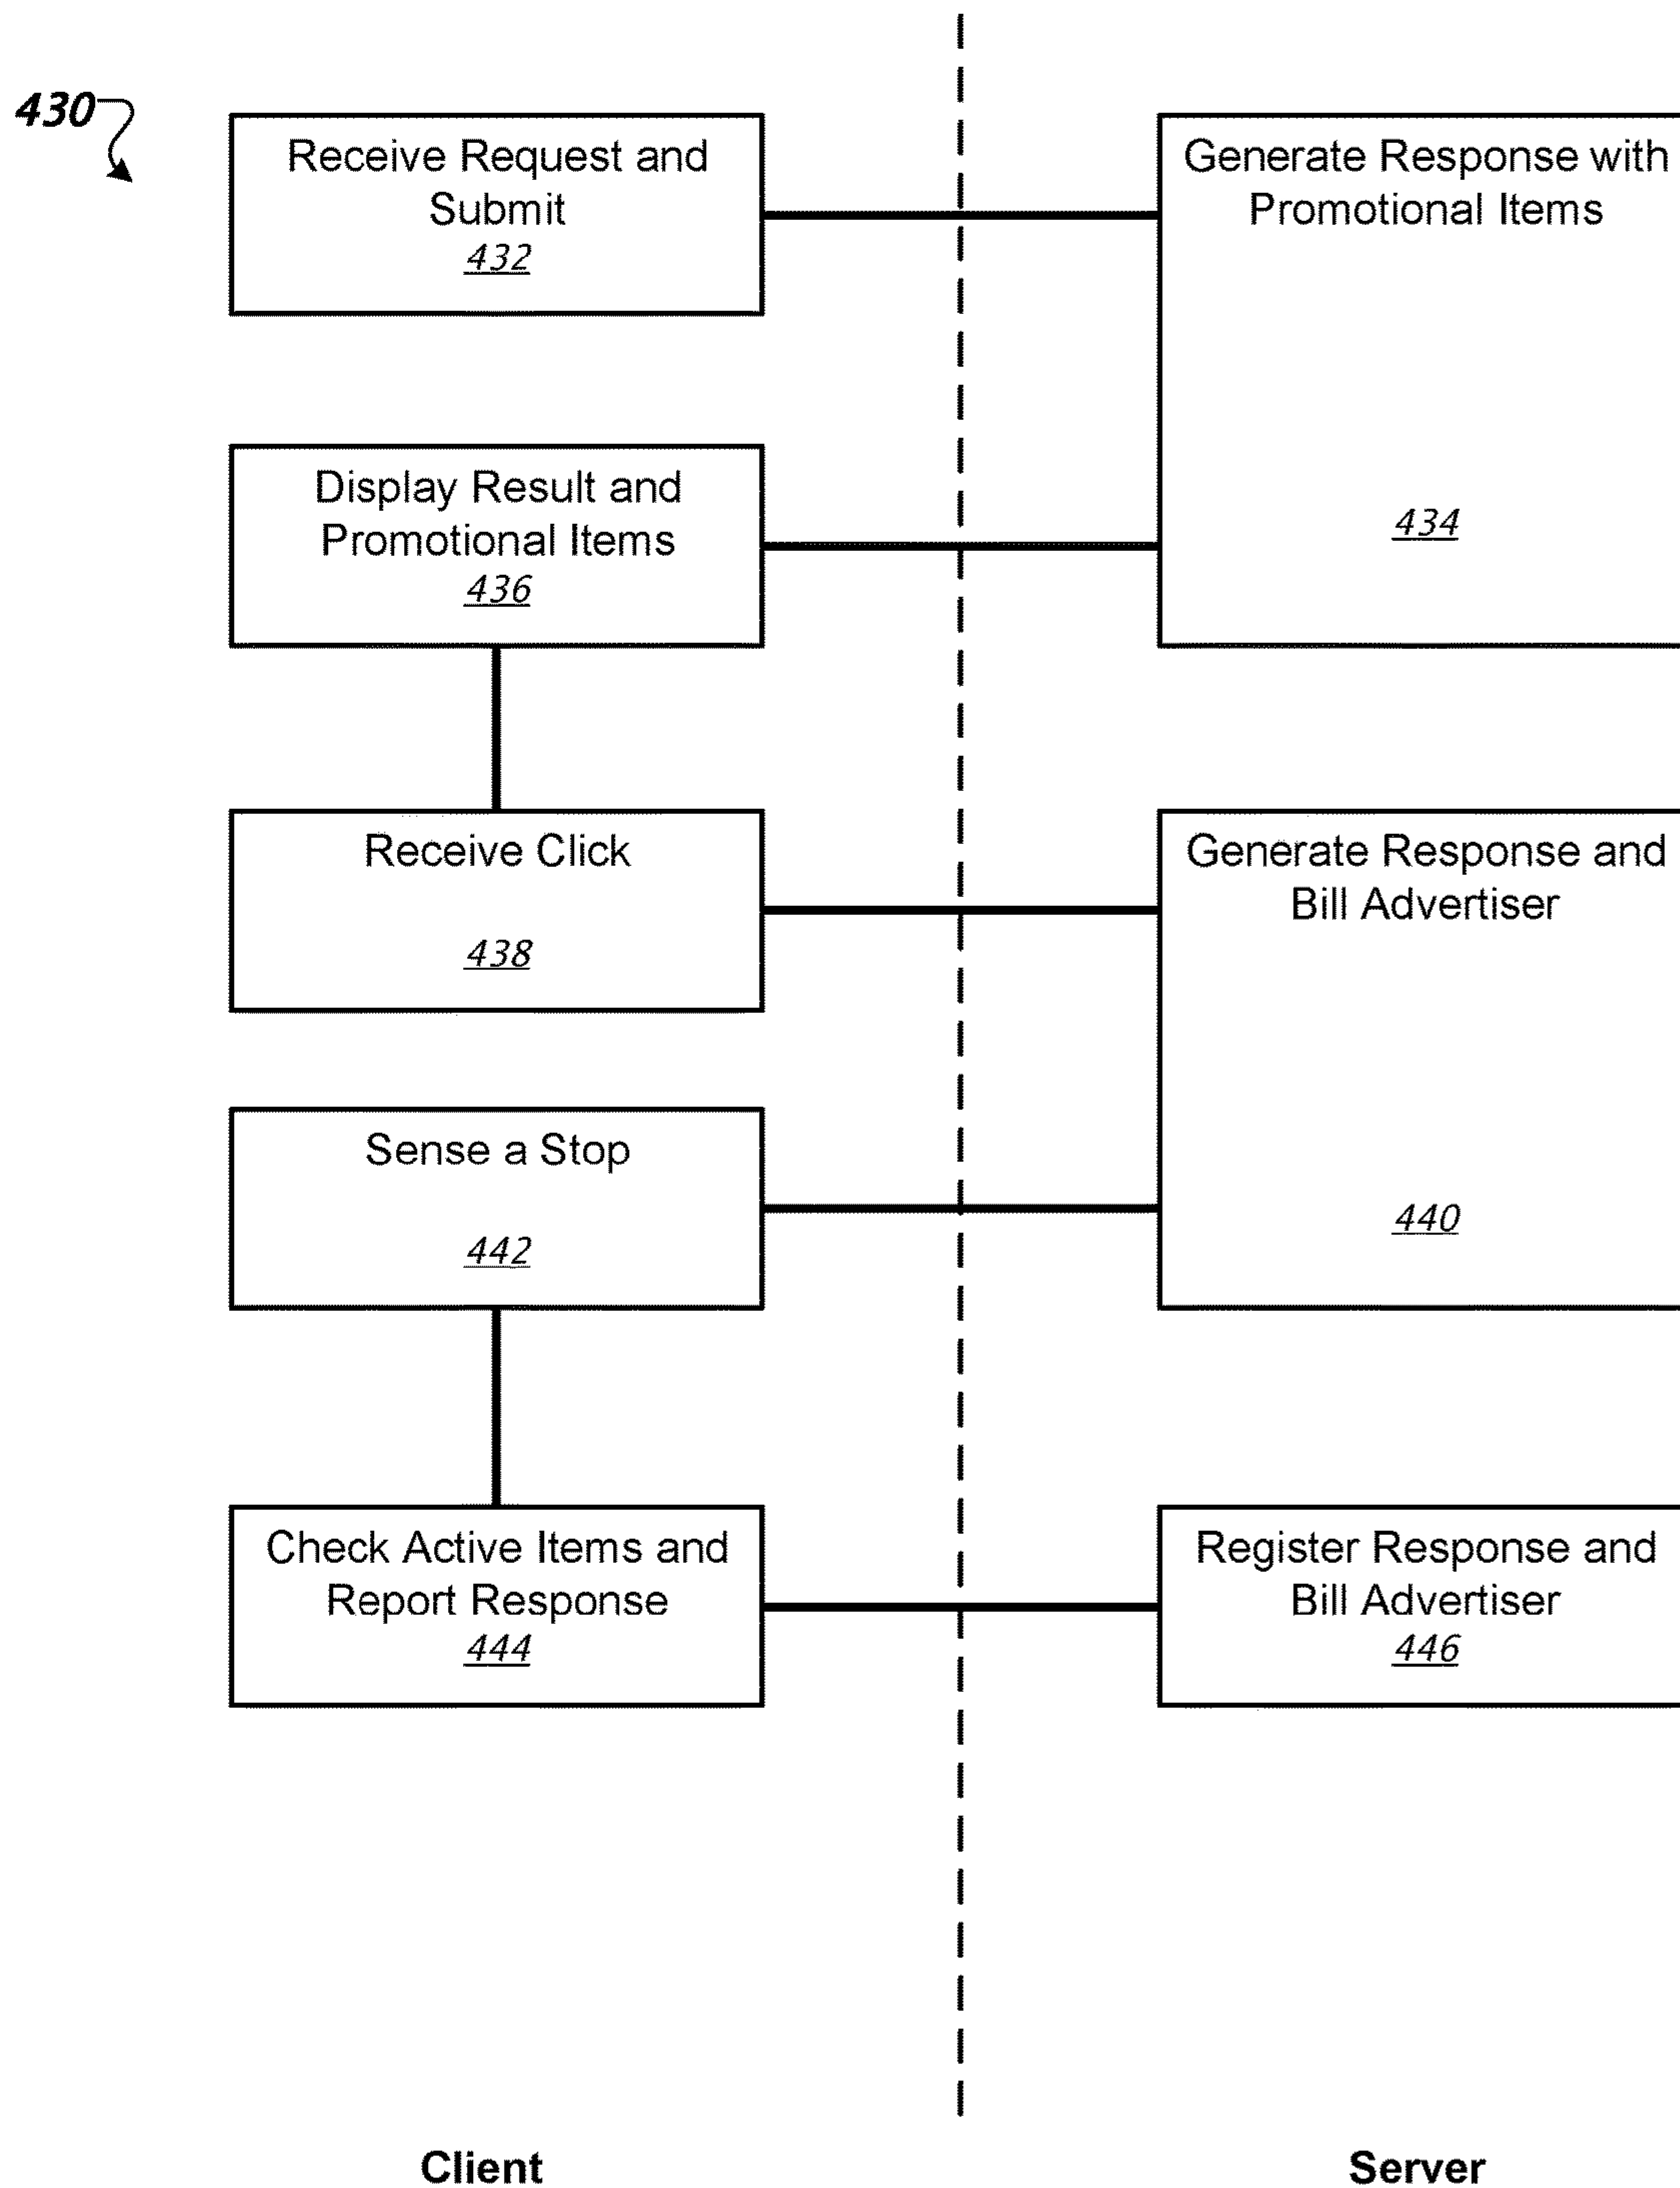 430
Receive Request and
Submit
432
Generate Response with
Promotional Items
434
Display Result and
Promotional Items
436
Receive Click
438
Generate Response and
Bill Advertiser
440
Sense a Stop
442
Check Active Items and
Report Response
444
Register Response and
Bill Advertiser
446
Client
Server